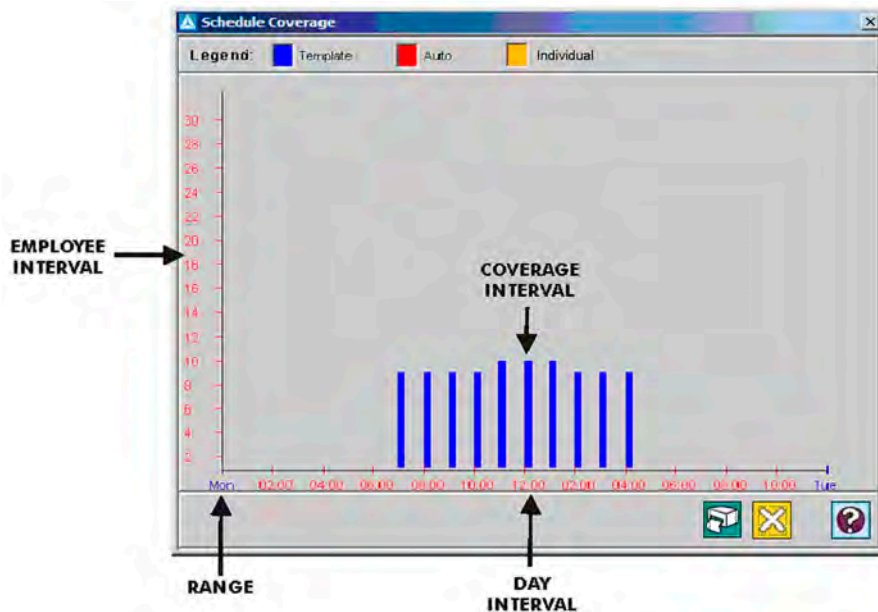 Schedule Coverage
Legend: Template Auto Individual
30
28
26
24
22
20
18
16
14
12
10
8
6
4
2
Mon 02:00 04:00 06:00 08:00 10:00 12:00 02:00 04:00 06:00 08:00 10:00 Tue
EMPLOYEE
INTERVAL
COVERAGE
INTERVAL
RANGE
DAY
INTERVAL